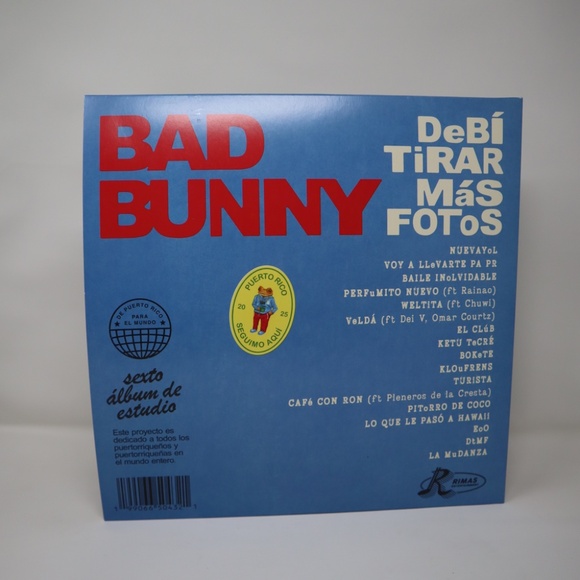 BAD
BUNNY
DeBÍ
TiRAR
MáS
FOToS
NUEVAYoL
VOY A LLeVARTE PA PR
BAILE INoLVIDABLE
PERFuMITO NUEVO (ft Rainao)
WELTITA (ft Chuwi)
VeLDÁ (ft Dei V, Omar Courtz)
EL CLúB
KETU TeCRÉ
BOKeTE
KLOuFRENS
TURISTA
CAFé CON RON (ft Pleneros de la Cresta)
PIToRRO DE COCO
LO QUE LE PASÓ A HAWAii
EoO
DtMF
LA MuDANZA
PUERTO RICO
20 25
SEGUIMO AQUÍ
DE PUERTO RICO
PARA
EL MUNDO
sexto
álbum de
estudio
Este proyecto es
dedicado a todos los
puertorriqueños y
puertorriqueñas en
el mundo entero.
RIMAS